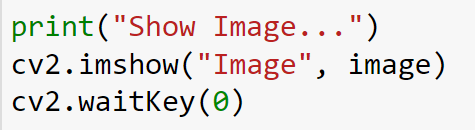 print("Show Image...")
cv2.imshow("Image", image)
cv2.waitKey(0)